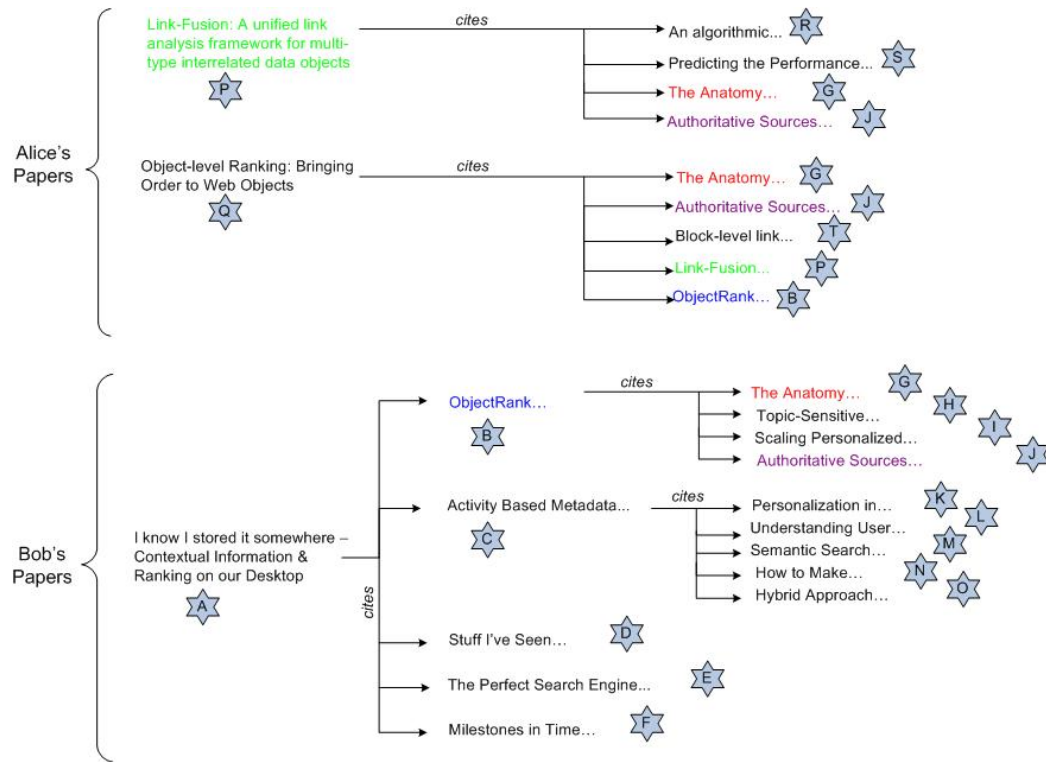 cites
Link-Fusion: A unified link
analysis framework for multi-
type interrelated data objects
P
An algorithmic...
R
Predicting the Performance...
S
The Anatomy…
G
Authoritative Sources…
J
Alice's
Papers
Object-level Ranking: Bringing
Order to Web Objects
Q
cites
The Anatomy…
G
Authoritative Sources…
J
Block-level link...
T
Link-Fusion...
P
ObjectRank…
B
Bob's
Papers
I know I stored it somewhere –
Contextual Information &
Ranking on our Desktop
A
cites
ObjectRank…
B
cites
The Anatomy…
G
Topic-Sensitive…
H
Scaling Personalized…
I
Authoritative Sources…
J
Activity Based Metadata...
C
cites
Personalization in…
K
Understanding User…
L
Semantic Search…
M
How to Make…
N
Hybrid Approach…
O
Stuff I've Seen…
D
The Perfect Search Engine...
E
Milestones in Time…
F